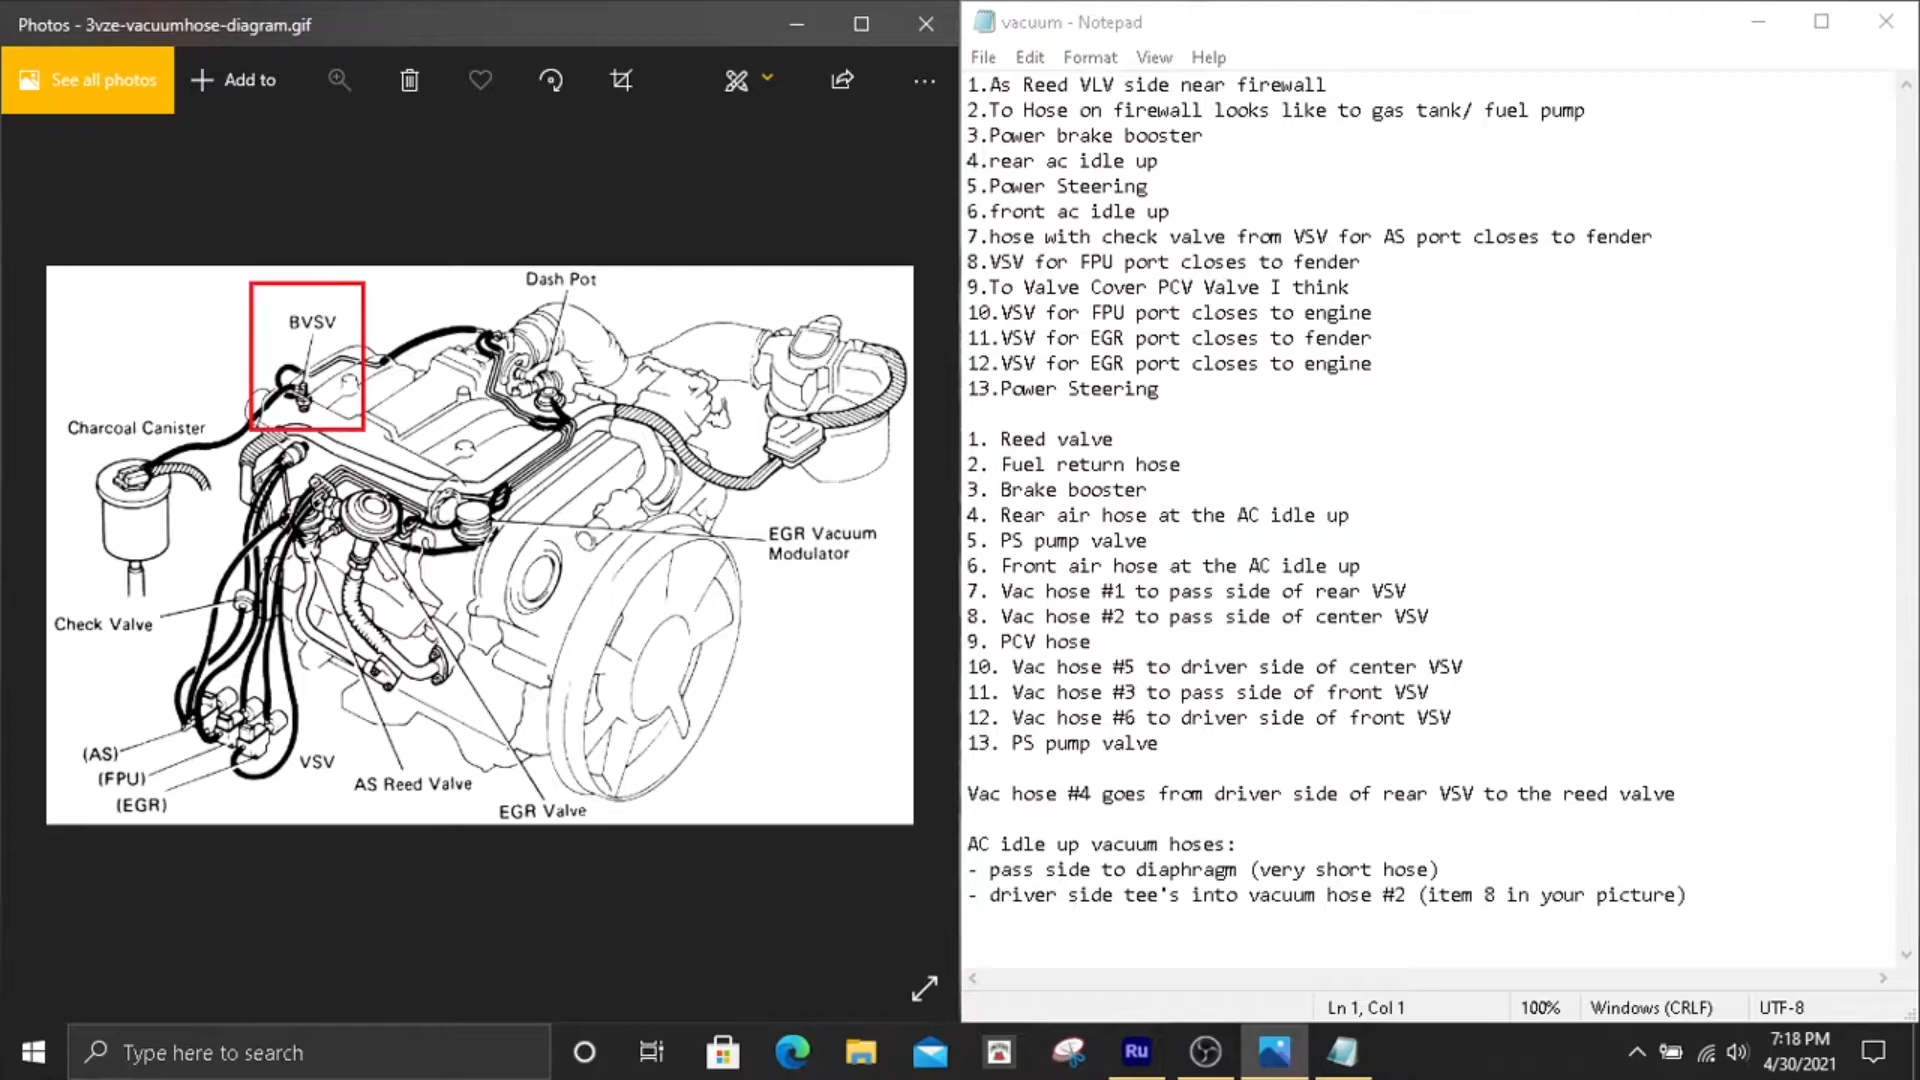 Photos - 3vze-vacuumhose-diagram.gif
See all photos
Add to
Dash Pot
BVSV
Charcoal Canister
EGR Vacuum
Modulator
Check Valve
(AS)
(FPU)
(EGR)
VSV
AS Reed Valve
EGR Valve
vacuum - Notepad
File Edit Format View Help
1.As Reed VLV side near firewall
2.To Hose on firewall looks like to gas tank/ fuel pump
3.Power brake booster
4.rear ac idle up
5.Power Steering
6.front ac idle up
7.hose with check valve from VSV for AS port closes to fender
8.VSV for FPU port closes to fender
9.To Valve Cover PCV Valve I think
10.VSV for FPU port closes to engine
11.VSV for EGR port closes to fender
12.VSV for EGR port closes to engine
13.Power Steering
1. Reed valve
2. Fuel return hose
3. Brake booster
4. Rear air hose at the AC idle up
5. PS pump valve
6. Front air hose at the AC idle up
7. Vac hose #1 to pass side of rear VSV
8. Vac hose #2 to pass side of center VSV
9. PCV hose
10. Vac hose #5 to driver side of center VSV
11. Vac hose #3 to pass side of front VSV
12. Vac hose #6 to driver side of front VSV
13. PS pump valve
Vac hose #4 goes from driver side of rear VSV to the reed valve
AC idle up vacuum hoses:
- pass side to diaphragm (very short hose)
- driver side tee's into vacuum hose #2 (item 8 in your picture)
Ln 1, Col 1 100% Windows (CRLF) UTF-8
Type here to search
Ru
7:18 PM
4/30/2021